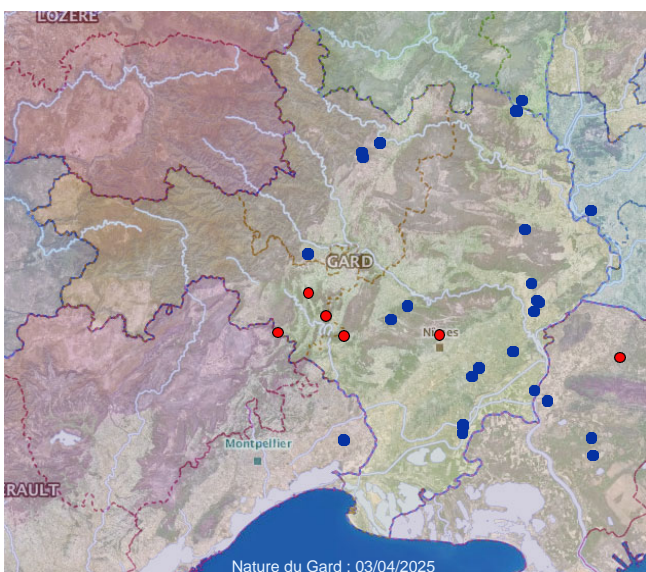 LOZERE
GARD
Nîmes
Montpellier
RAULT
Nature du Gard : 03/04/2025